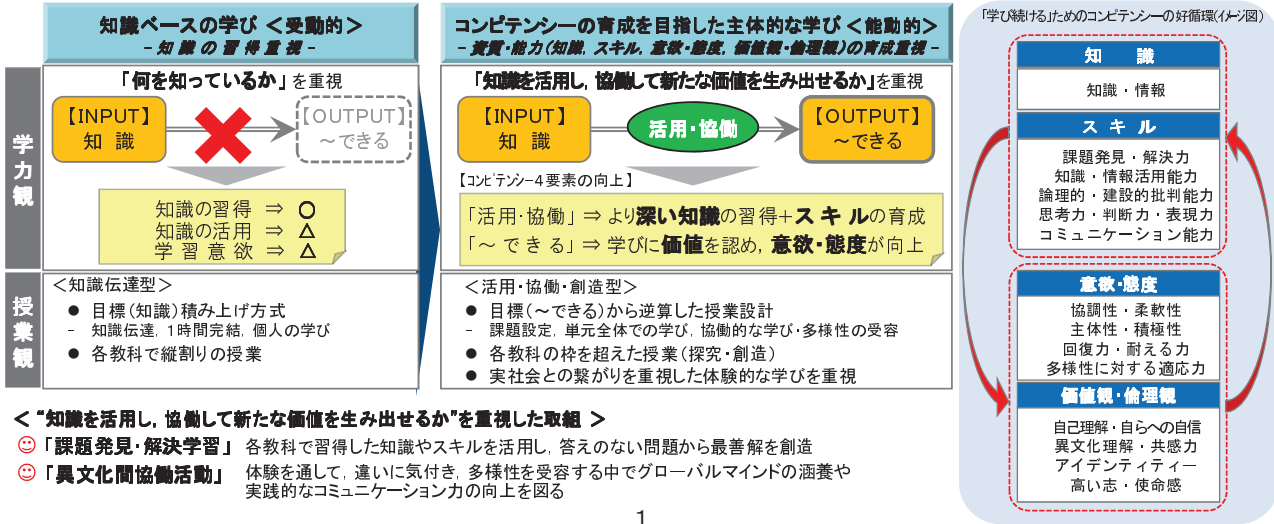 知識ベースの学び ＜受動的＞
- 知識の習得重視 -
コンピテンシーの育成を目指した主体的な学び ＜能動的＞
- 資質・能力（知識，スキル，意欲・態度，価値観・倫理観）の育成重視 -
学力観
「何を知っているか」 を重視
【INPUT】
知 識
【OUTPUT】
～できる
知識の習得 ⇒ ○
知識の活用 ⇒ △
学習意欲 ⇒ △
「知識を活用し，協働して新たな価値を生み出せるか」を重視
【INPUT】
知 識
活用・協働
【OUTPUT】
～できる
【コンピテンシー４要素の向上】
「活用・協働」 ⇒ より深い知識の習得＋スキルの育成
「～できる」 ⇒ 学びに価値を認め，意欲・態度が向上
授業観
＜知識伝達型＞
● 目標（知識）積み上げ方式
- 知識伝達，１時間完結，個人の学び
● 各教科で縦割りの授業
＜活用・協働・創造型＞
● 目標（～できる）から逆算した授業設計
- 課題設定，単元全体での学び，協働的な学び・多様性の受容
● 各教科の枠を超えた授業（探究・創造）
● 実社会との繋がりを重視した体験的な学びを重視
＜ “知識を活用し，協働して新たな価値を生み出せるか”を重視した取組 ＞
「課題発見・解決学習」 各教科で習得した知識やスキルを活用し，答えのない問題から最善解を創造
「異文化間協働活動」 体験を通して，違いに気付き，多様性を受容する中でグローバルマインドの涵養や
実践的なコミュニケーション力の向上を図る
「学び続ける」ためのコンピテンシーの好循環（イメージ図）
知 識
知識・情報
スキル
課題発見・解決力
知識・情報活用能力
論理的・建設的批判能力
思考力・判断力・表現力
コミュニケーション能力
意欲・態度
協調性・柔軟性
主体性・積極性
回復力・耐える力
多様性に対する適応力
価値観・倫理観
自己理解・自らへの自信
異文化理解・共感力
アイデンティティー
高い志・使命感
1